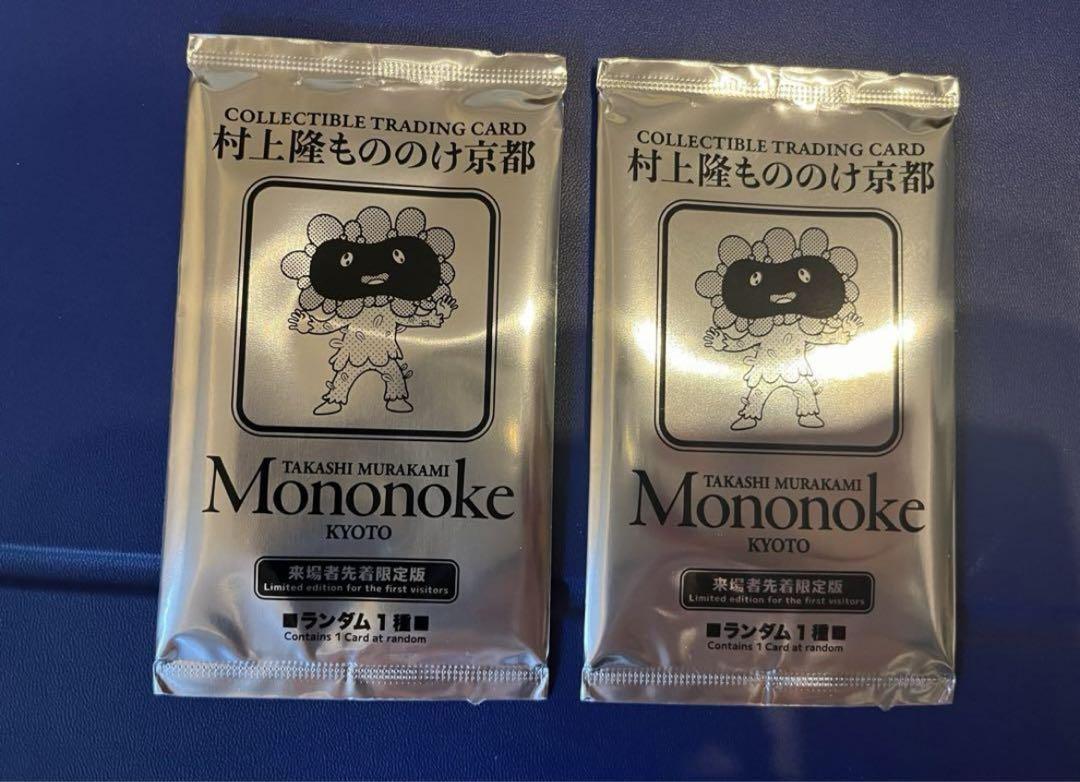 COLLECTIBLE TRADING CARD
村上隆もののけ京都
TAKASHI MURAKAMI
Mononoke
KYOTO
来場者先着限定版
Limited edition for the first visitors
■ランダム1種■
Contains 1 Card at random
COLLECTIBLE TRADING CARD
村上隆もののけ京都
TAKASHI MURAKAMI
Mononoke
KYOTO
来場者先着限定版
Limited edition for the first visitors
■ランダム1種■
Contains 1 Card at random